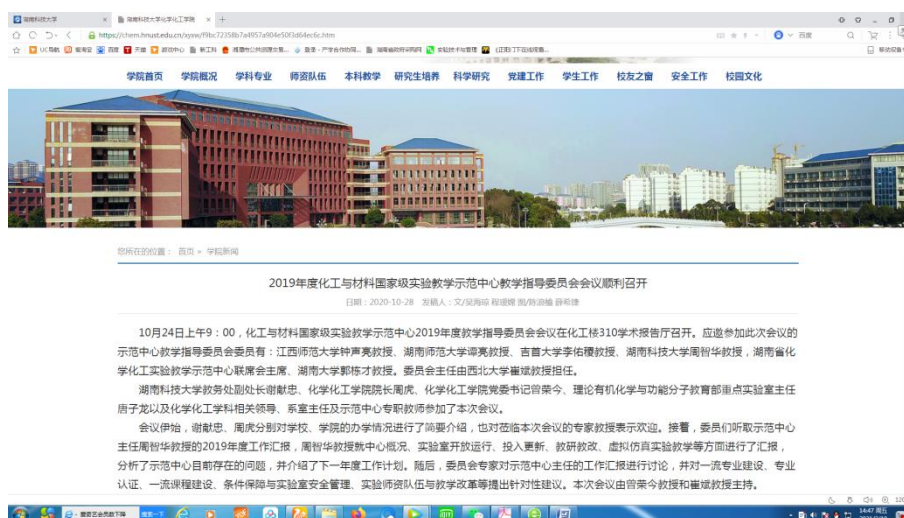 湖南科技大学
湖南科技大学化学化工学院
https://chem.hnust.edu.cn/xyxw/f9bc72358b7a4957a904e50f3d64ec6c.htm
百度
UC导航
百度
天猫
游戏中心
新工科
学院首页 学院概况 学科专业 师资队伍 本科教学 研究生培养 科学研究 党建工作 学生工作 校友之窗 安全工作 校园文化
您所在的位置: 首页 » 学院新闻
2019年度化工与材料国家级实验教学示范中心教学指导委员会会议顺利召开
日期:2020-10-28
10月24日上午9:00,化工与材料国家级实验教学示范中心2019年度教学指导委员会会议在化工楼310学术报告厅召开。应邀参加此次会议的
示范中心教学指导委员会委员有:江西师范大学钟声亮教授、湖南师范大学谭亮教授、吉首大学李佑稷教授、湖南科技大学周智华教授,湖南省化
学化工实验教学示范中心联席会主席、湖南大学郭栋才教授。委员会主任由西北大学崔斌教授担任。
湖南科技大学教务处副处长谢献忠、化学化工学院院长周虎、化学化工学院党委书记曾荣今、理论有机化学与功能分子教育部重点实验室主任
唐子龙以及化学化工学科相关领导、系室主任及示范中心专职教师参加了本次会议。
会议伊始,谢献忠、周虎分别对学校、学院的办学情况进行了简要介绍,也对莅临本次会议的专家教授表示欢迎。接着,委员们听取示范中心
主任周智华教授的2019年度工作汇报,周智华教授就中心概况、实验室开放运行、投入更新、教研教改、虚拟仿真实验教学等方面进行了汇报,
分析了示范中心目前存在的问题,并介绍了下一年度工作计划。随后,委员会专家对示范中心主任的工作汇报进行讨论,并对一流专业建设、专业
认证、一流课程建设、条件保障与实验室安全管理、实验师资队伍与教学改革等提出针对性建议。本次会议由曾荣今教授和崔斌教授主持。
搜索一下
14:47 周五